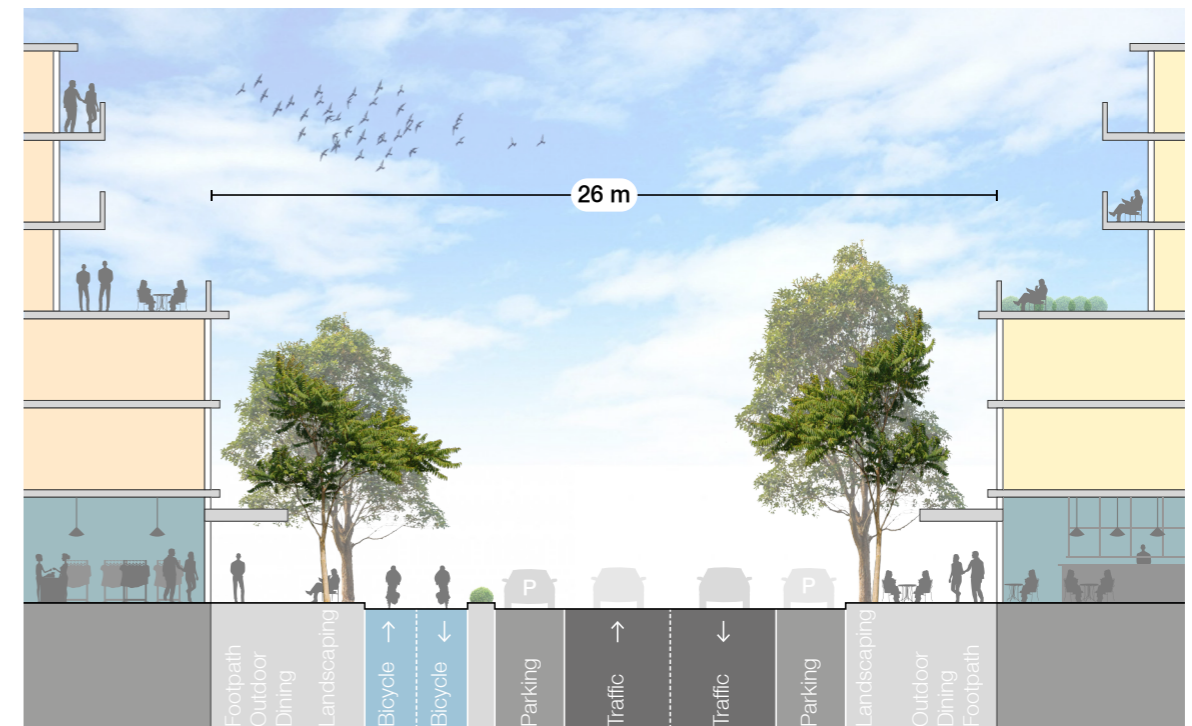 26 m
P
P
Footpath
Outdoor
Dining
Landscaping
Bicycle
Bicycle
Parking
Traffic
Traffic
Parking
Landscaping
Outdoor
Dining
Footpath